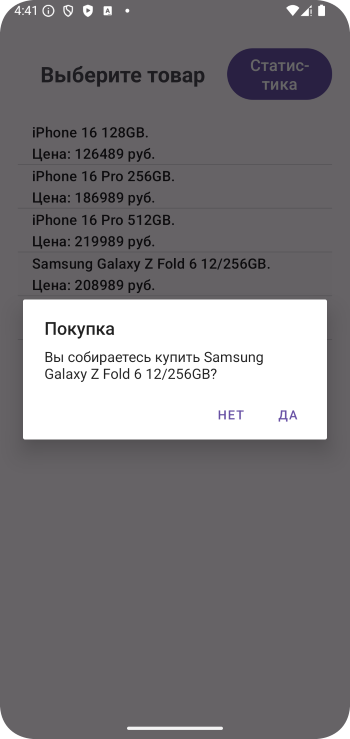 4:41
Выберите товар
Статис-
тика
iPhone 16 128GB.
Цена: 126489 руб.
iPhone 16 Pro 256GB.
Цена: 186989 руб.
iPhone 16 Pro 512GB.
Цена: 219989 руб.
Samsung Galaxy Z Fold 6 12/256GB.
Цена: 208989 руб.
Покупка
Вы собираетесь купить Samsung
Galaxy Z Fold 6 12/256GB?
НЕТ ДА